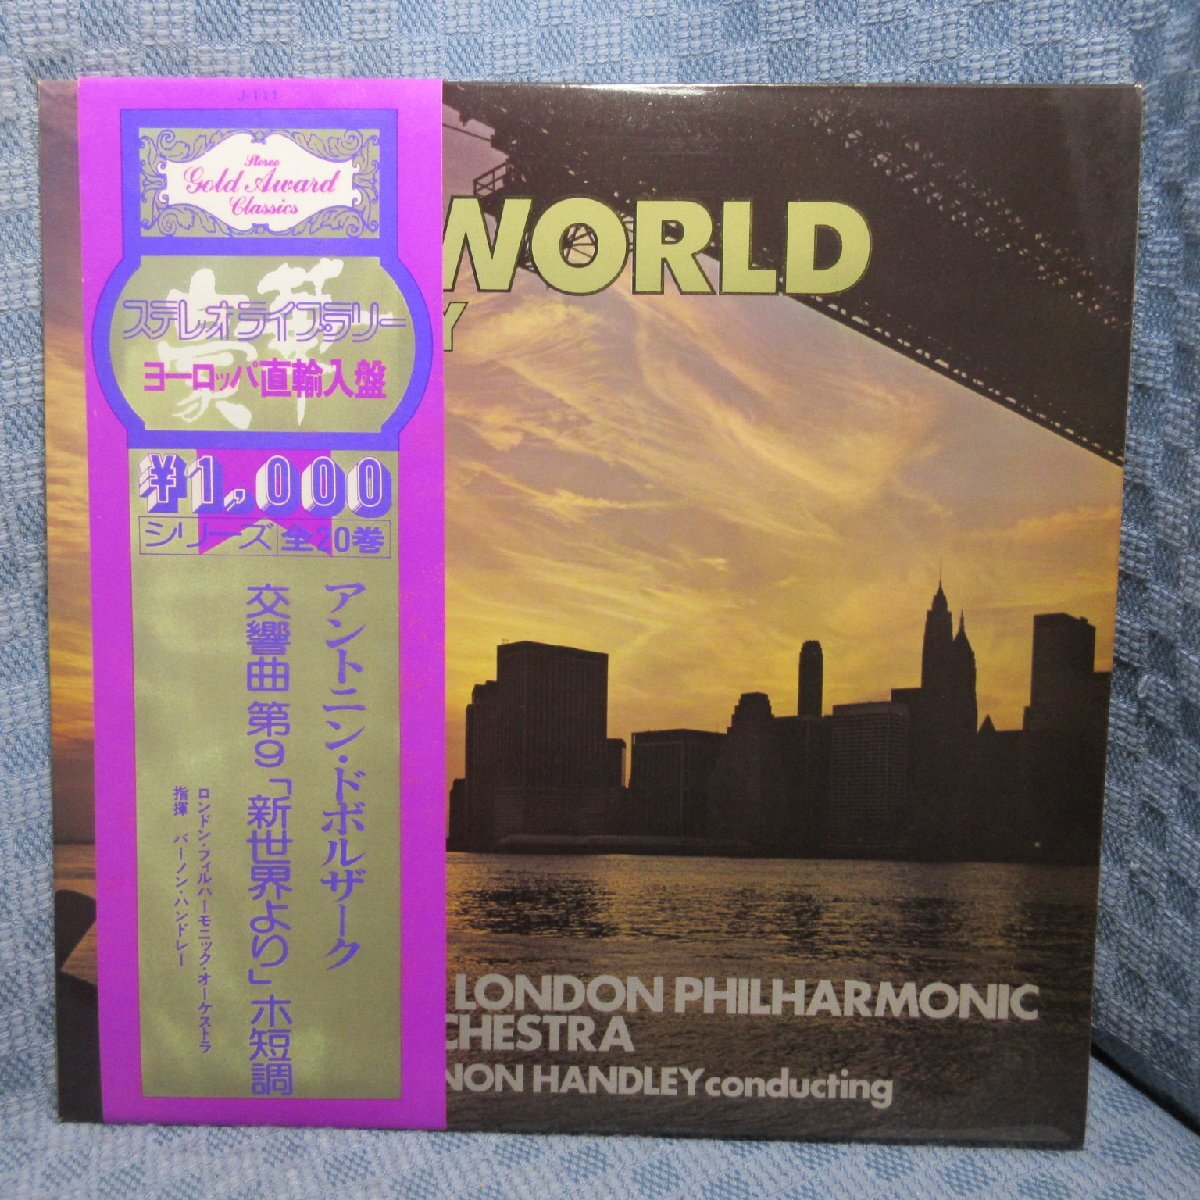 J-111
Stereo
Gold Award
Classics
豪華
ステレオライブラリー
ヨーロッパ直輸入盤
¥1,000
シリーズ 全20巻
アントニン・ドボルザーク
交響曲 第9「新世界より」ホ短調
ロンドン・フィルハーモニック・オーケストラ
指揮 バーノン・ハンドレー
WORLD
Y
LONDON PHILHARMONIC
CHESTRA
NON HANDLEY conducting